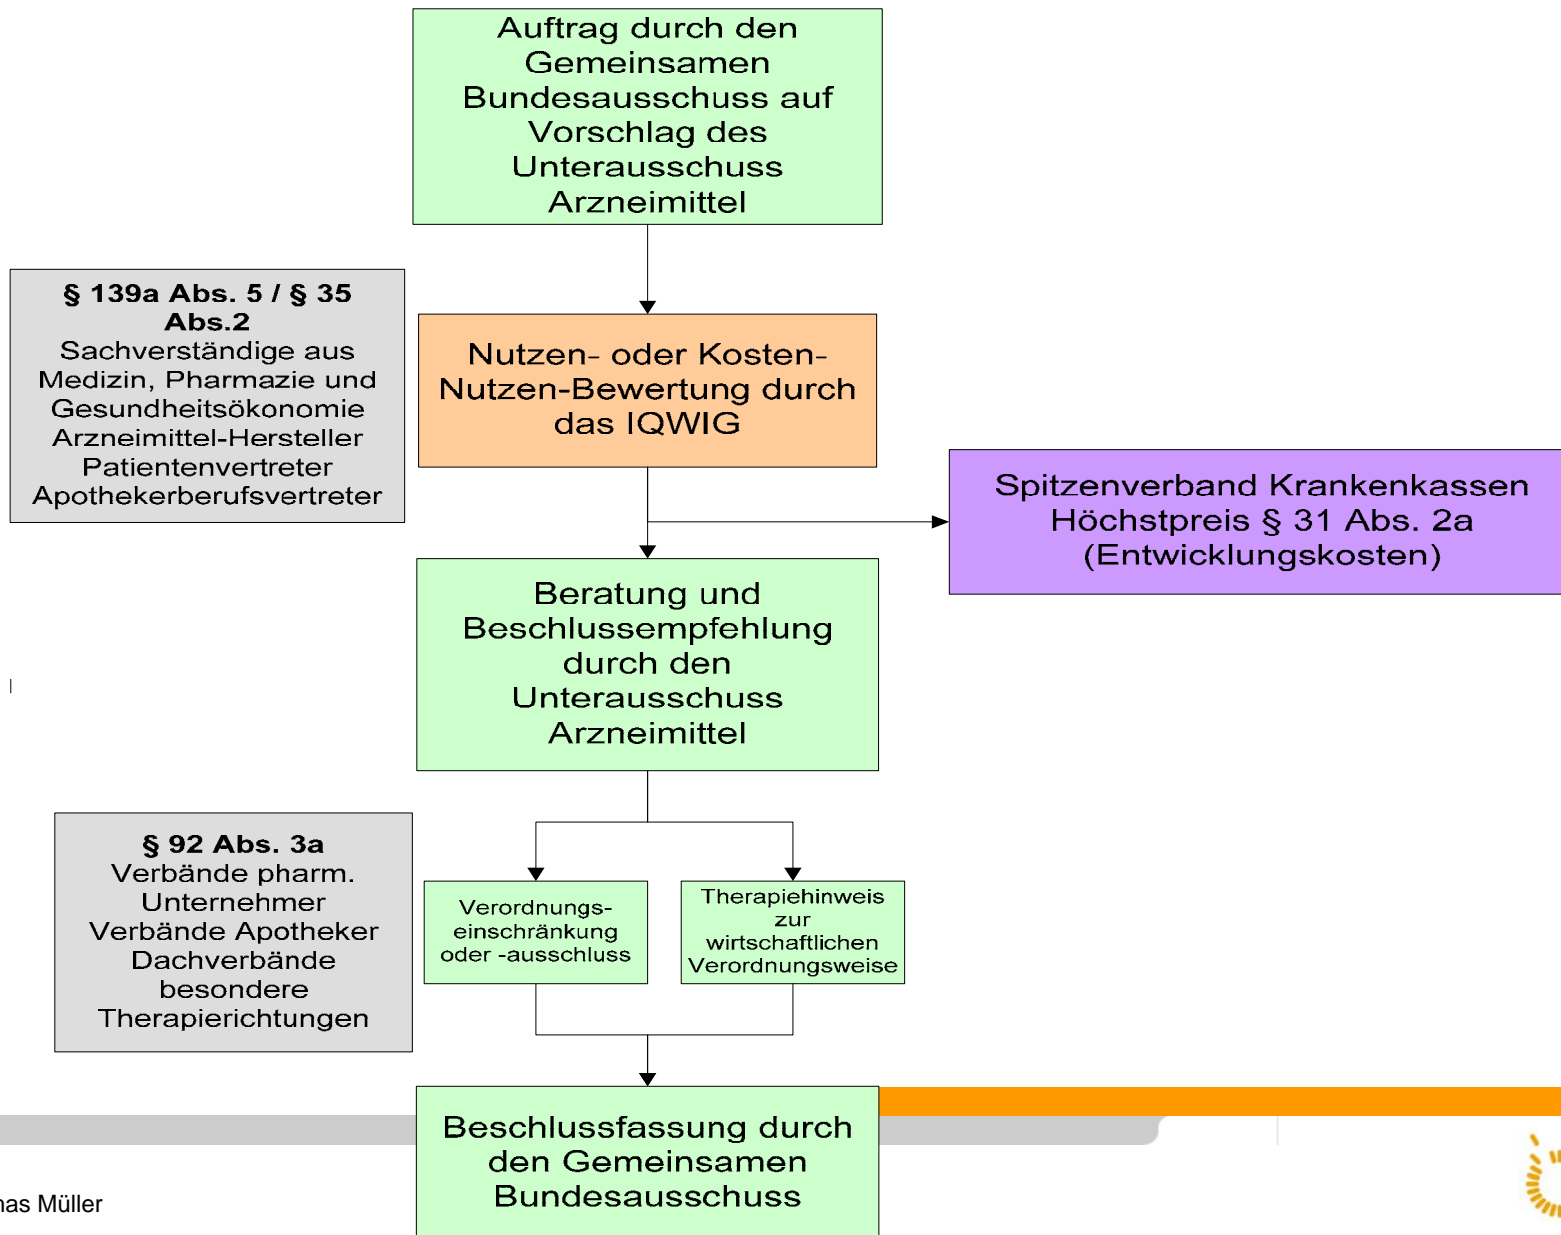 Auftrag durch den
Gemeinsamen
Bundesausschuss auf
Vorschlag des
Unterausschuss
Arzneimittel
§ 139a Abs. 5 / § 35
Abs.2
Sachverständige aus
Medizin, Pharmazie und
Gesundheitsökonomie
Arzneimittel-Hersteller
Patientenvertreter
Apothekerberufsvertreter
Nutzen- oder Kosten-
Nutzen-Bewertung durch
das IQWIG
Spitzenverband Krankenkassen
Höchstpreis § 31 Abs. 2a
(Entwicklungskosten)
Beratung und
Beschlussempfehlung
durch den
Unterausschuss
Arzneimittel
§ 92 Abs. 3a
Verbände pharm.
Unternehmer
Verbände Apotheker
Dachverbände
besondere
Therapierichtungen
Verordnungs-
einschränkung
oder -ausschluss
Therapiehinweis
zur
wirtschaftlichen
Verordnungsweise
Beschlussfassung durch
den Gemeinsamen
Bundesausschuss
nas Müller